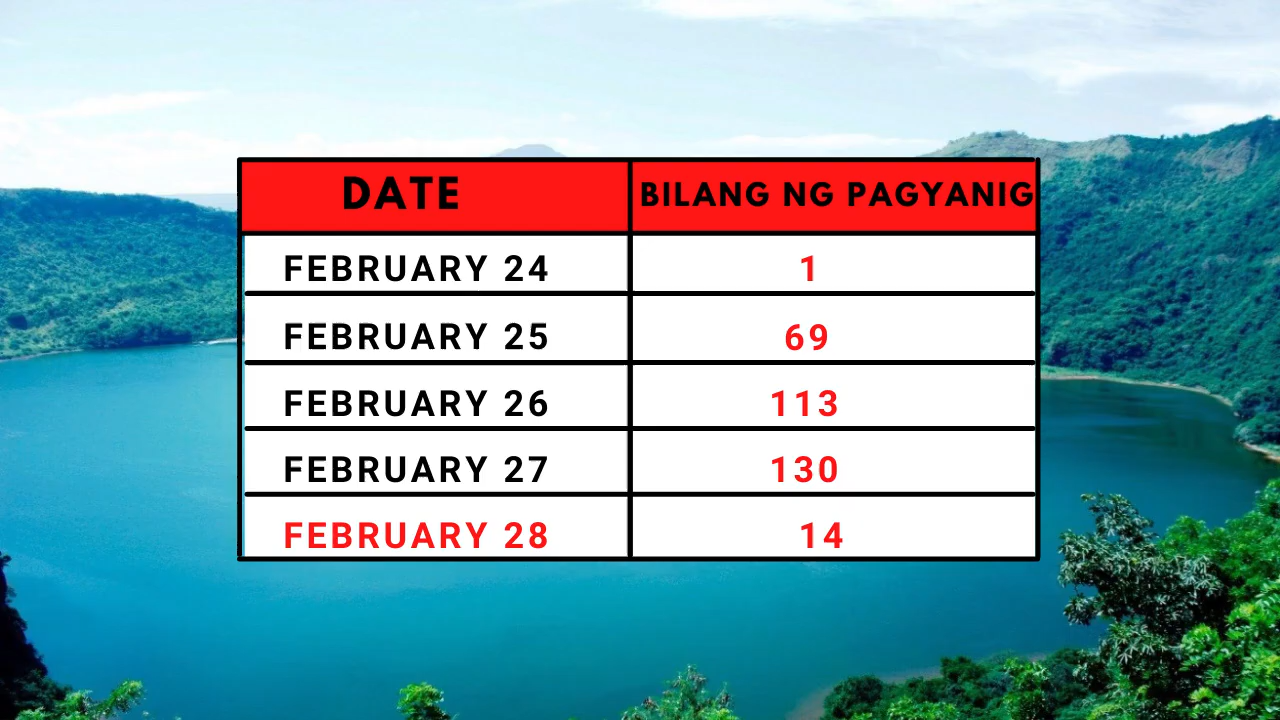 DATE BILANG NG PAGYANIG
FEBRUARY 24 1
FEBRUARY 25 69
FEBRUARY 26 113
FEBRUARY 27 130
FEBRUARY 28 14